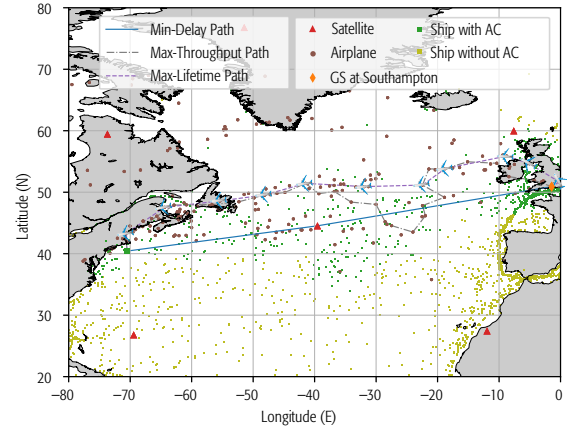 80
70
60
50
40
30
20
Latitude (N)
−80
−70
−60
−50
−40
−30
−20
−10
0
Longitude (E)
Min-Delay Path
Max-Throughput Path
Max-Lifetime Path
Satellite
Airplane
GS at Southampton
Ship with AC
Ship without AC